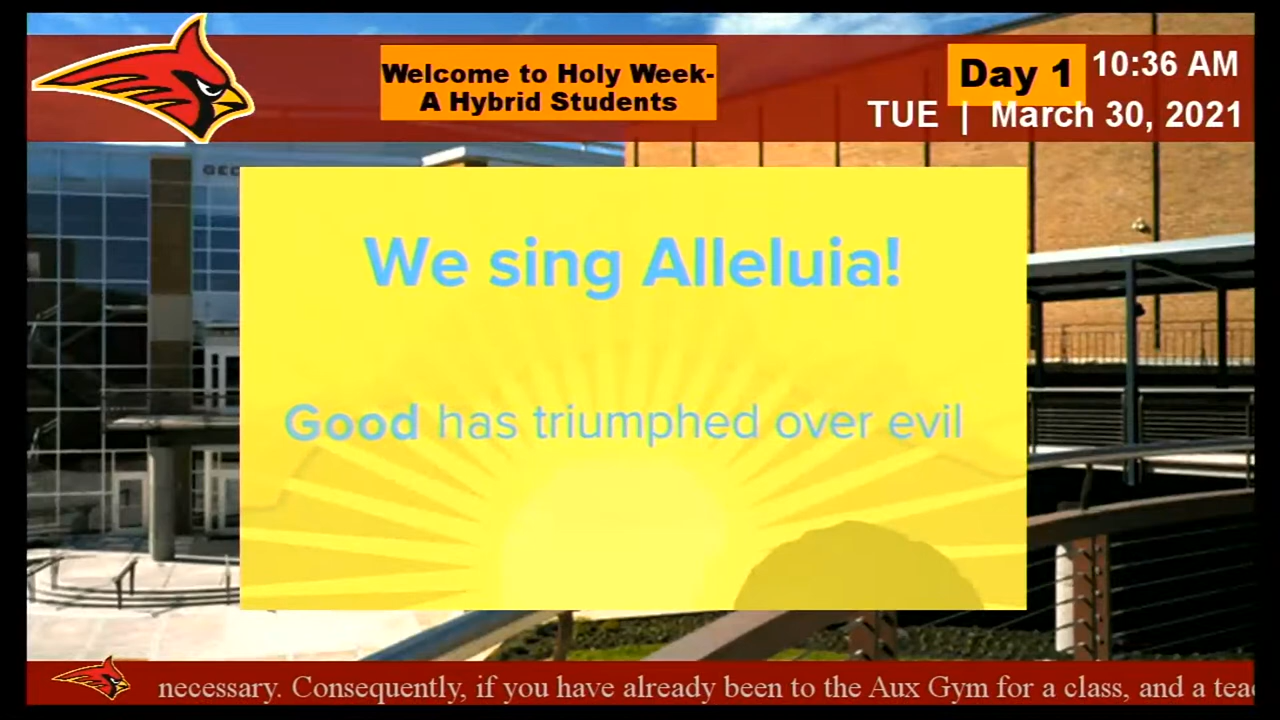 Welcome to Holy Week-
A Hybrid Students
Day 1
10:36 AM
TUE | March 30, 2021
We sing Alleluia!
Good has triumphed over evil
necessary. Consequently, if you have already been to the Aux Gym for a class, and a